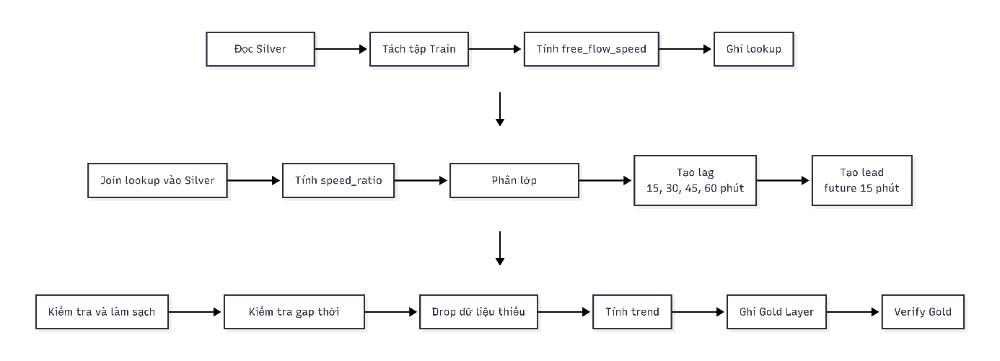 Đọc Silver
Tách tập Train
Tính free_flow_speed
Ghi lookup
Join lookup vào Silver
Tính speed_ratio
Phân lớp
Tạo lag
15, 30, 45, 60 phút
Tạo lead
future 15 phút
Kiểm tra và làm sạch
Kiểm tra gap thời
Drop dữ liệu thiếu
Tính trend
Ghi Gold Layer
Verify Gold